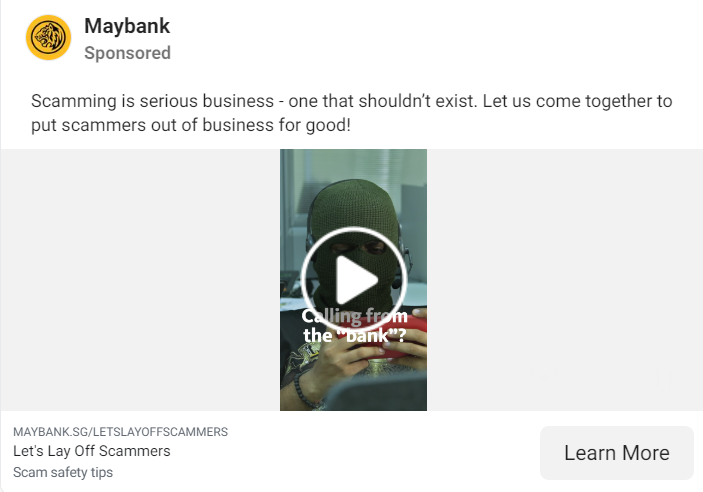 Maybank
Sponsored
Scamming is serious business - one that shouldn’t exist. Let us come together to
put scammers out of business for good!
Calling from
the “bank”?
MAYBANK.SG/LETSLAYOFFSCAMMERS
Let's Lay Off Scammers
Scam safety tips
Learn More